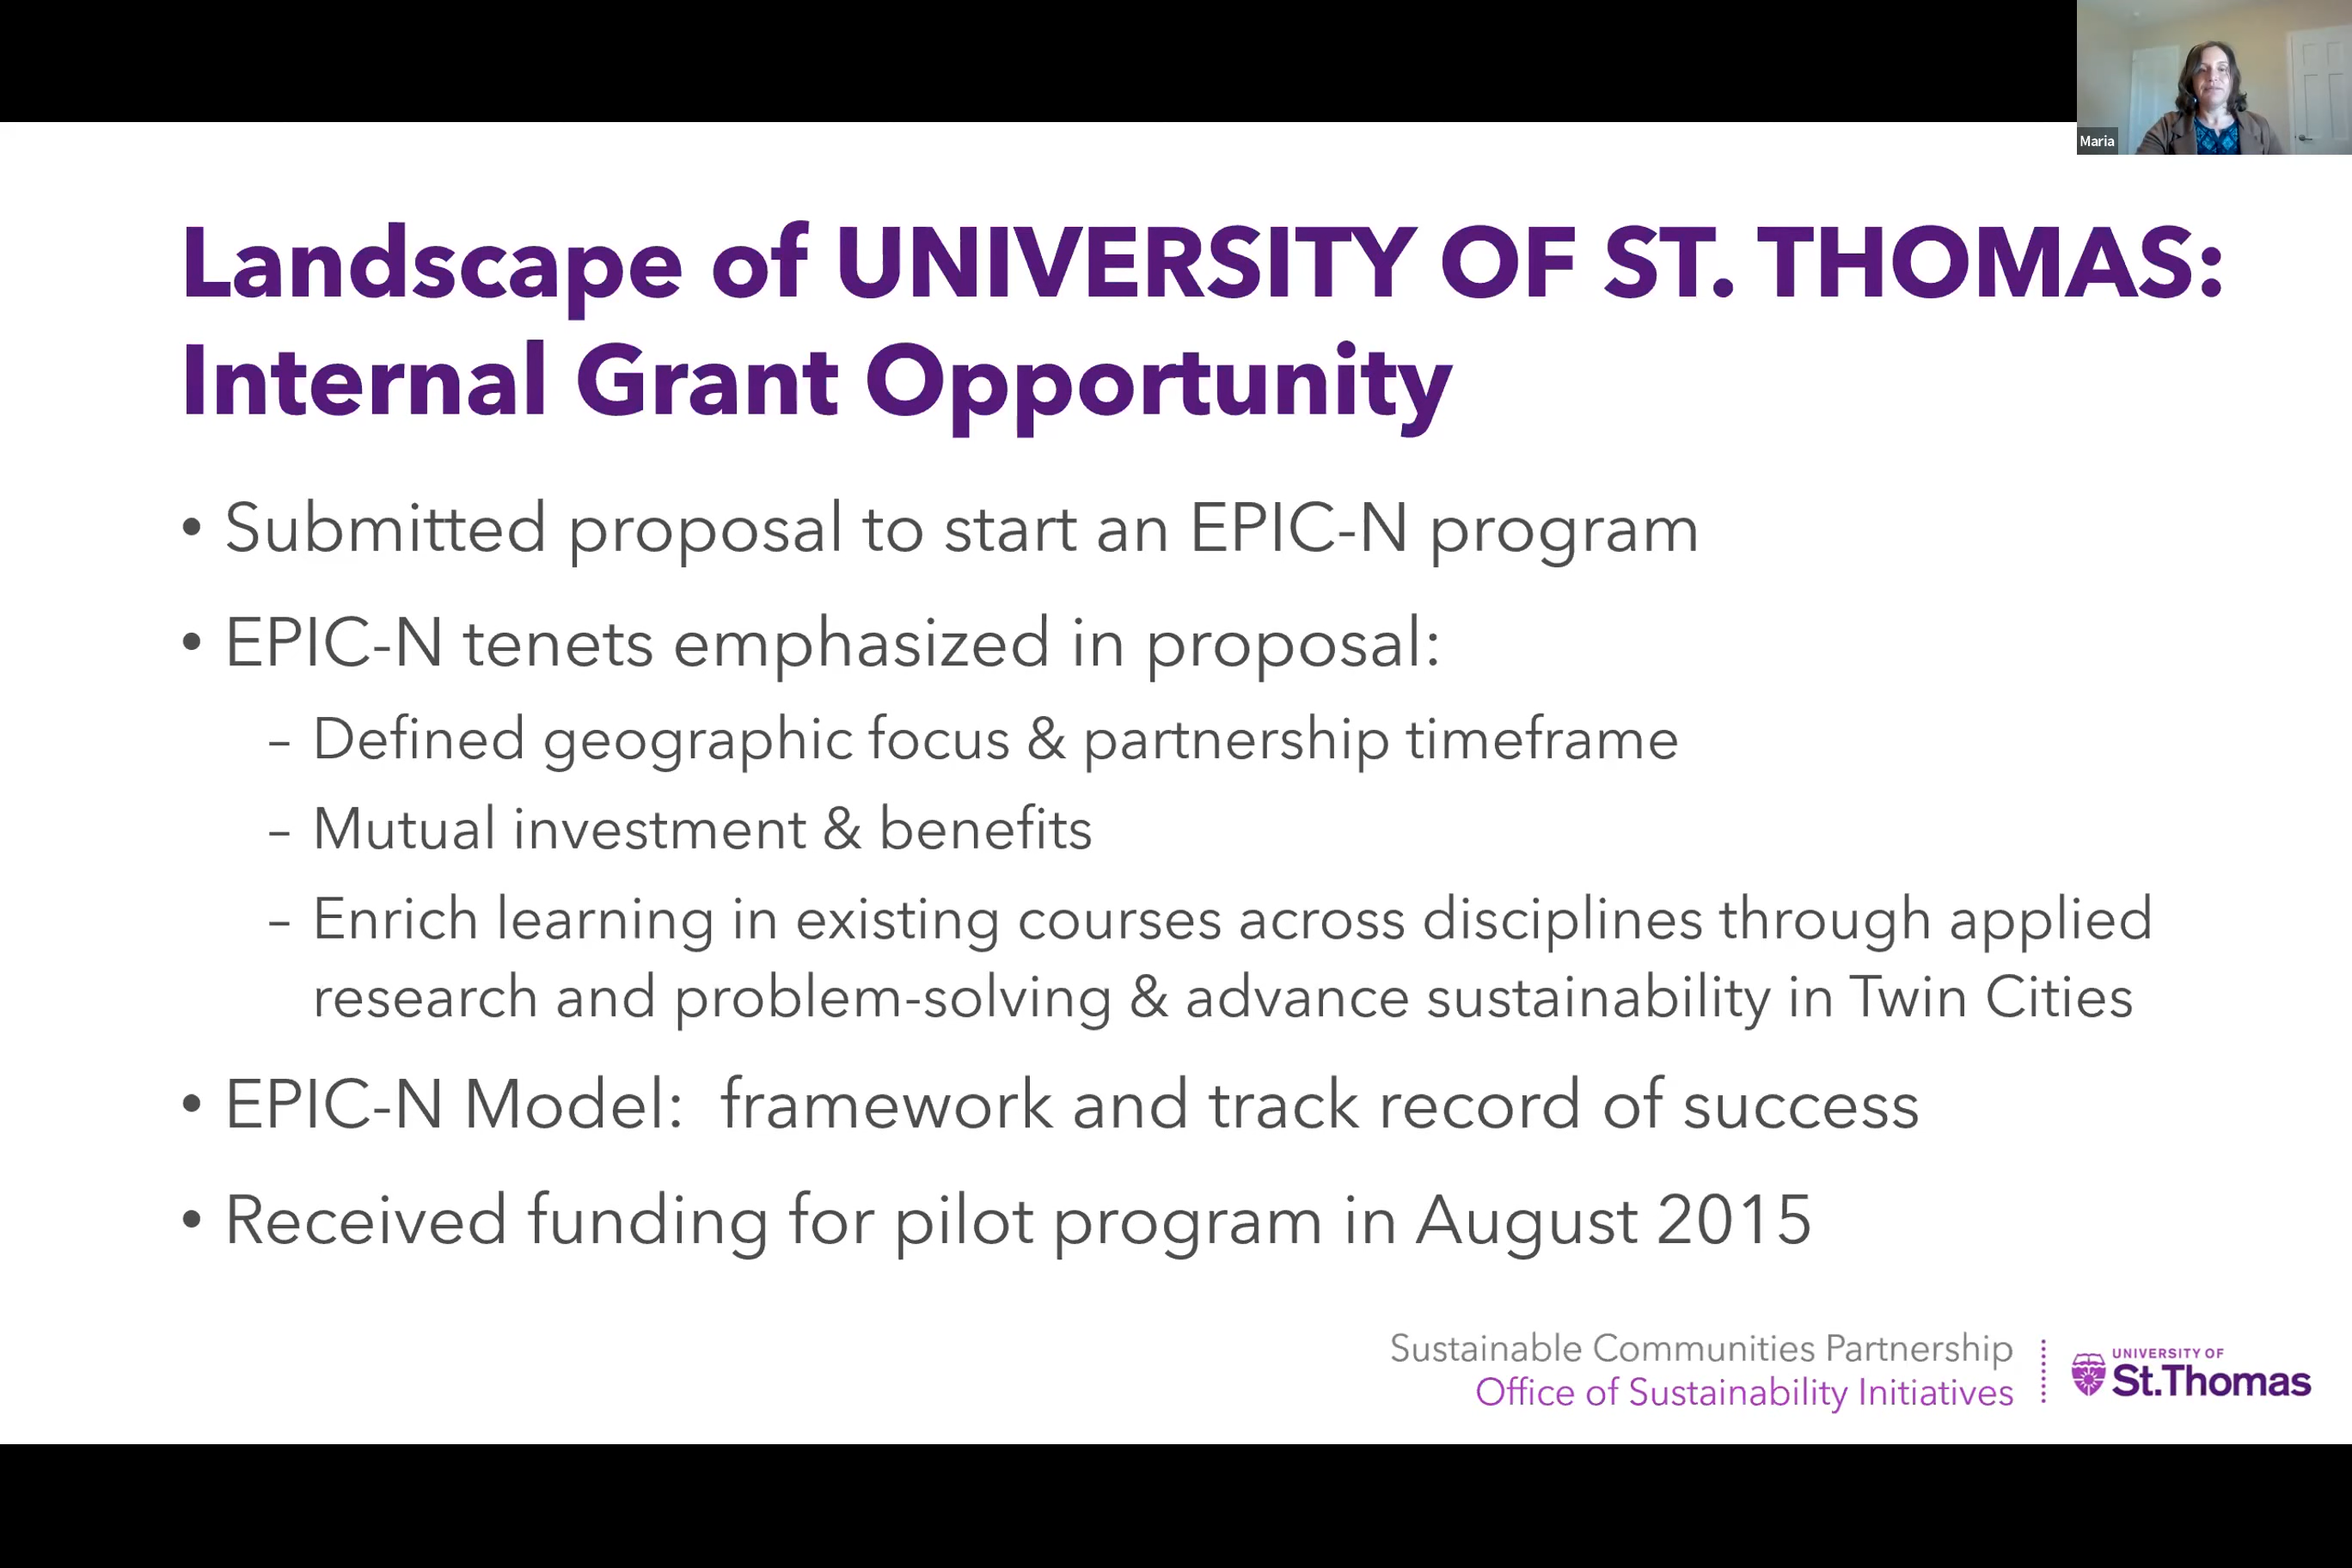 Maria
Landscape of UNIVERSITY OF ST. THOMAS:
Internal Grant Opportunity
• Submitted proposal to start an EPIC-N program
• EPIC-N tenets emphasized in proposal:
– Defined geographic focus & partnership timeframe
– Mutual investment & benefits
– Enrich learning in existing courses across disciplines through applied
research and problem-solving & advance sustainability in Twin Cities
• EPIC-N Model:  framework and track record of success
• Received funding for pilot program in August 2015
Sustainable Communities Partnership
Office of Sustainability Initiatives
UNIVERSITY OF
St.Thomas